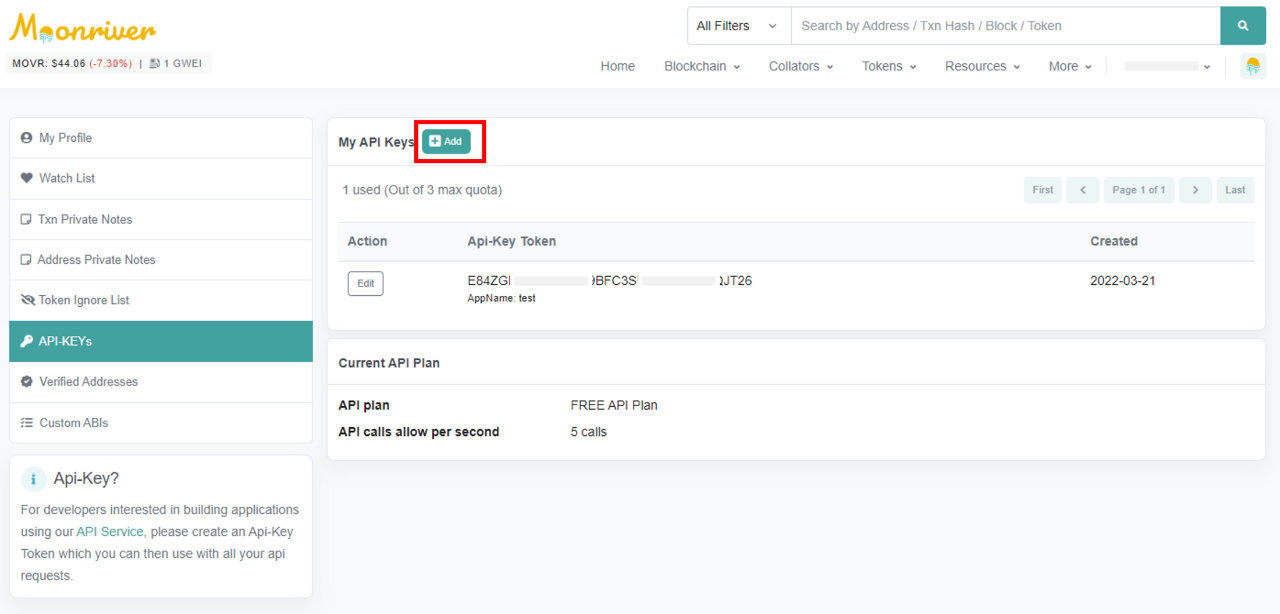 Moonriver
All Filters
Search by Address / Txn Hash / Block / Token
MOVR: $44.06 (-7.30%) | 1 GWEI
Home Blockchain Collators Tokens Resources More
My Profile
Watch List
Txn Private Notes
Address Private Notes
Token Ignore List
API-KEYs
Verified Addresses
Custom ABIs
Api-Key?
For developers interested in building applications
using our API Service, please create an Api-Key
Token which you can then use with all your api
requests.
My API Keys Add
1 used (Out of 3 max quota)
First Page 1 of 1 Last
Action Api-Key Token Created
Edit E84ZG 9BFC3S JT26 2022-03-21
AppName: test
Current API Plan
API plan FREE API Plan
API calls allow per second 5 calls